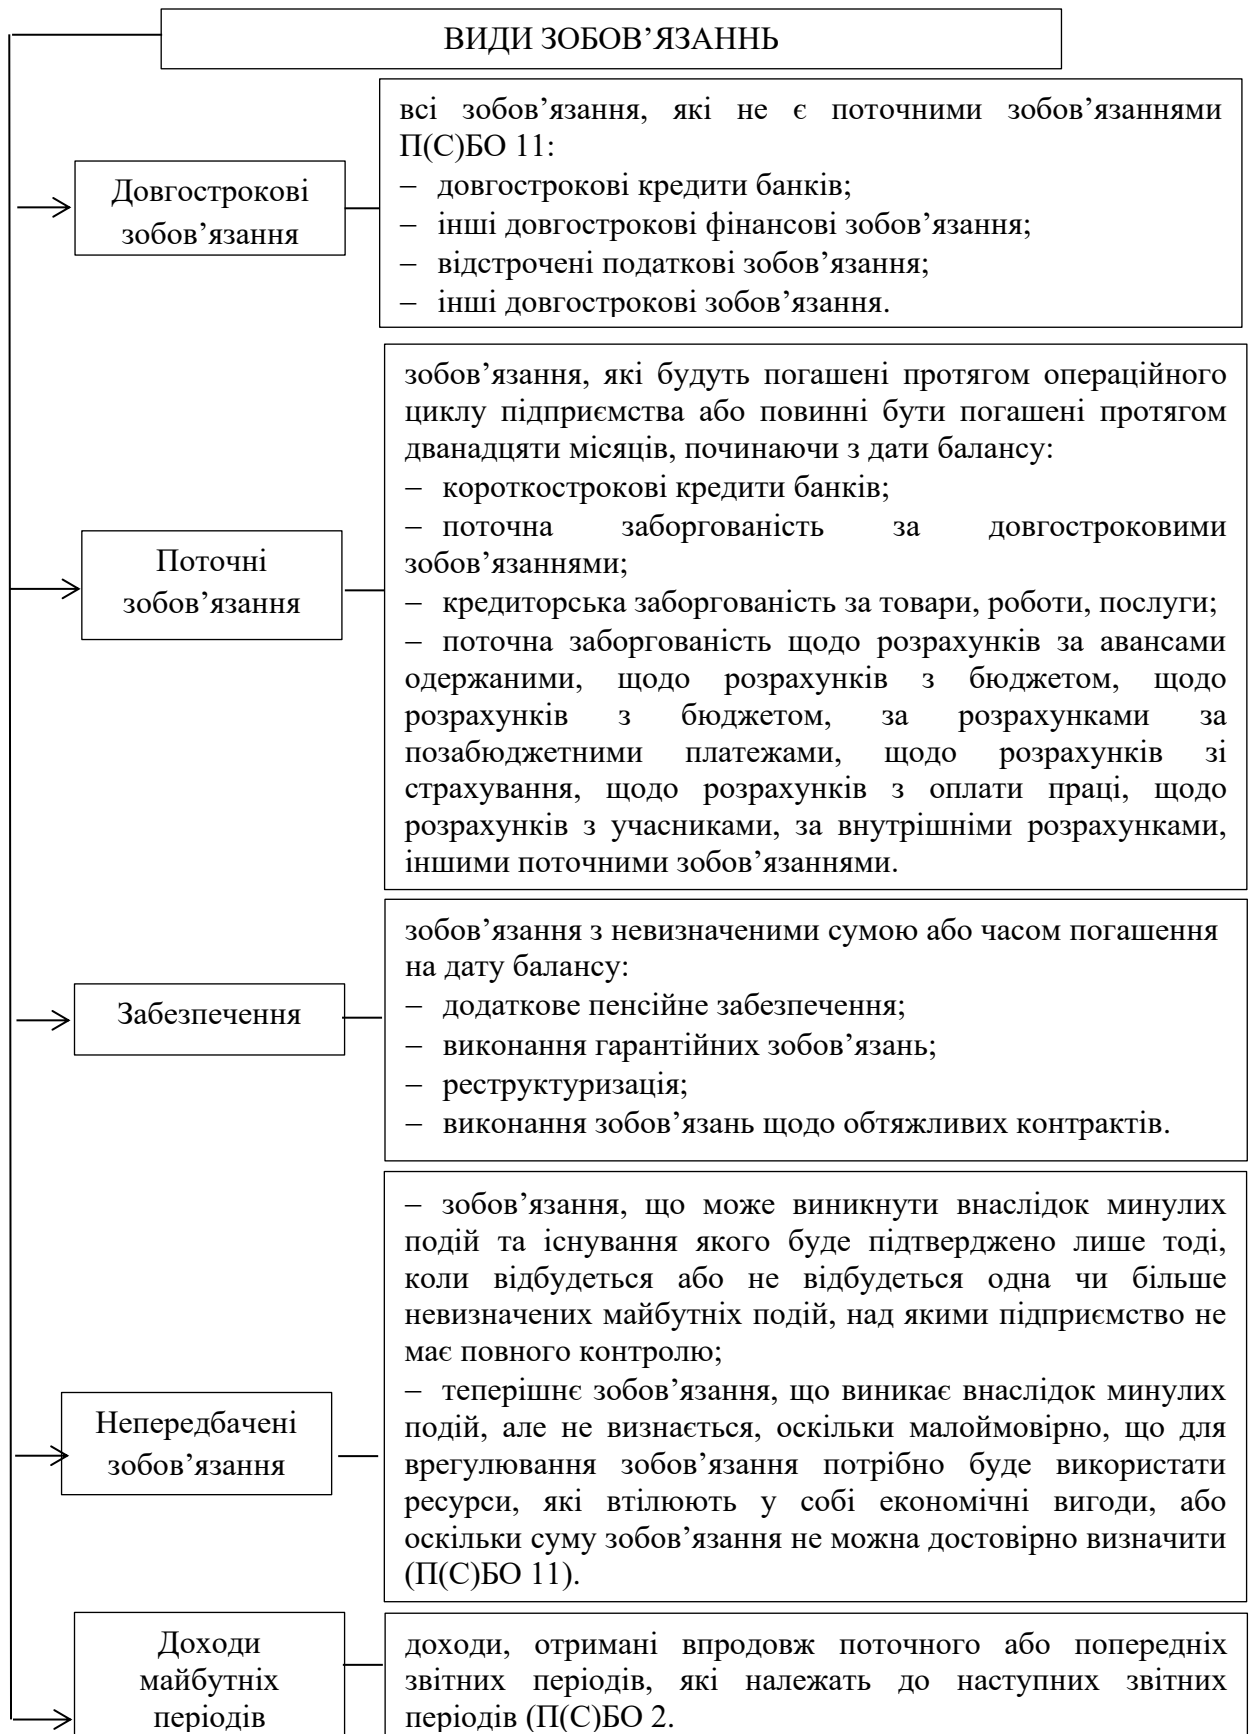 ВИДИ ЗОБОВ’ЯЗАННЬ
Довгострокові
зобов’язання
всі зобов’язання, які не є поточними зобов’язаннями
П(С)БО 11:
– довгострокові кредити банків;
– інші довгострокові фінансові зобов’язання;
– відстрочені податкові зобов’язання;
– інші довгострокові зобов’язання.
Поточні
зобов’язання
зобов’язання, які будуть погашені протягом операційного
циклу підприємства або повинні бути погашені протягом
дванадцяти місяців, починаючи з дати балансу:
– короткострокові кредити банків;
– поточна заборгованість за довгостроковими
зобов’язаннями;
– кредиторська заборгованість за товари, роботи, послуги;
– поточна заборгованість щодо розрахунків за авансами
одержаними, щодо розрахунків з бюджетом, щодо
розрахунків з бюджетом, за розрахунками за
позабюджетними платежами, щодо розрахунків зі
страхування, щодо розрахунків з оплати праці, щодо
розрахунків з учасниками, за внутрішніми розрахунками,
іншими поточними зобов’язаннями.
Забезпечення
зобов’язання з невизначеними сумою або часом погашення
на дату балансу:
– додаткове пенсійне забезпечення;
– виконання гарантійних зобов’язань;
– реструктуризація;
– виконання зобов’язань щодо обтяжливих контрактів.
Непередбачені
зобов’язання
– зобов’язання, що може виникнути внаслідок минулих
подій та існування якого буде підтверджено лише тоді,
коли відбудеться або не відбудеться одна чи більше
невизначених майбутніх подій, над якими підприємство не
має повного контролю;
– теперішнє зобов’язання, що виникає внаслідок минулих
подій, але не визнається, оскільки малоймовірно, що для
врегулювання зобов’язання потрібно буде використати
ресурси, які втілюють у собі економічні вигоди, або
оскільки суму зобов’язання не можна достовірно визначити
(П(С)БО 11).
Доходи
майбутніх
періодів
доходи, отримані впродовж поточного або попередніх
звітних періодів, які належать до наступних звітних
періодів (П(С)БО 2.